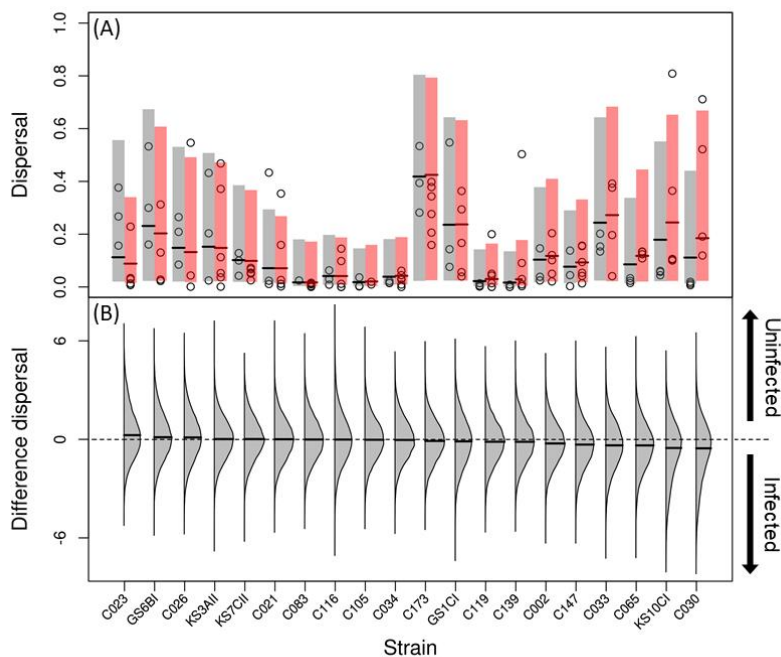 (A)
Dispersal
1.0
0.8
0.6
0.4
0.2
0.0
(B)
Difference dispersal
6
0
-6
Uninfected
Infected
C023
GS6BI
C026
KS3AII
KS7CII
C021
C083
C116
C105
C034
C173
GS1CI
C119
C139
C002
C147
C033
C065
KS10CI
C030
Strain